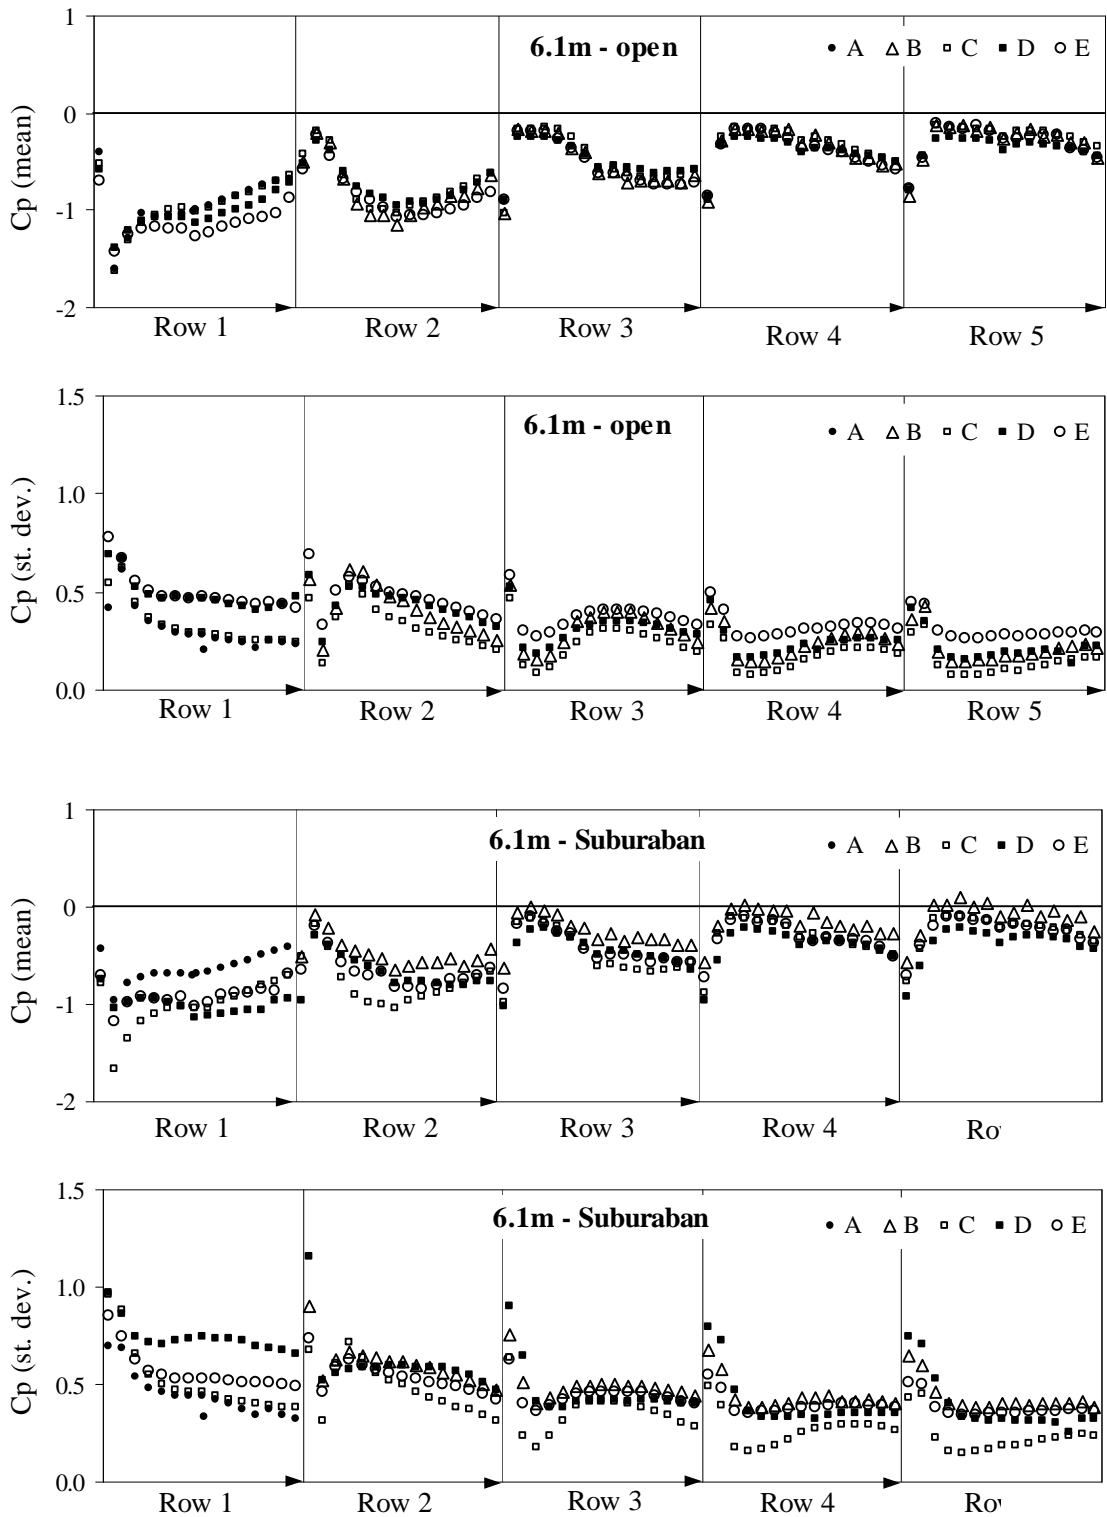 1
6.1m - open
A B C D E
0
Cp (mean)
-1
-2
Row 1 Row 2 Row 3 Row 4 Row 5
1.5
6.1m - open
A B C D E
1.0
Cp (st. dev.)
0.5
0.0
Row 1 Row 2 Row 3 Row 4 Row 5
1
6.1m - Suburaban
A B C D E
0
Cp (mean)
-1
-2
Row 1 Row 2 Row 3 Row 4 Ro
1.5
6.1m - Suburaban
A B C D E
1.0
Cp (st. dev.)
0.5
0.0
Row 1 Row 2 Row 3 Row 4 Rov